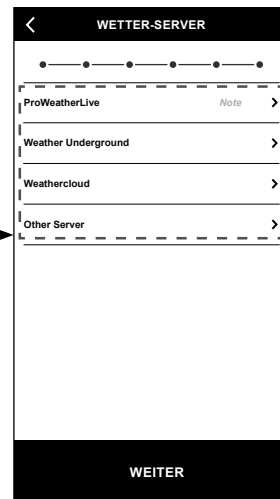 WETTER-SERVER
ProWeatherLive Note
Weather Underground
Weathercloud
Other Server
WEITER